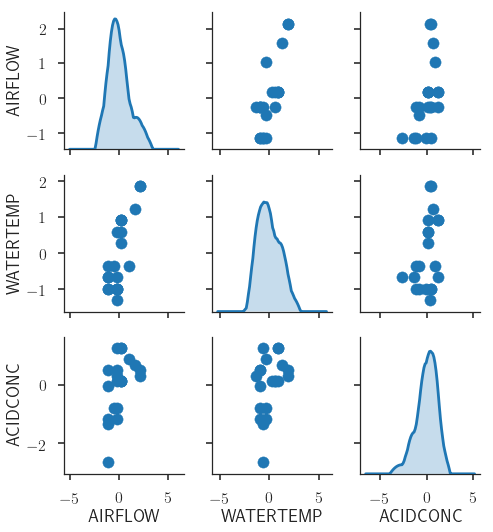 AIRFLOW
2
1
0
−1
WATERTEMP
2
1
0
−1
ACIDCONC
0
−2
−5 0 5 −5 0 5 −5 0 5
AIRFLOW WATERTEMP ACIDCONC